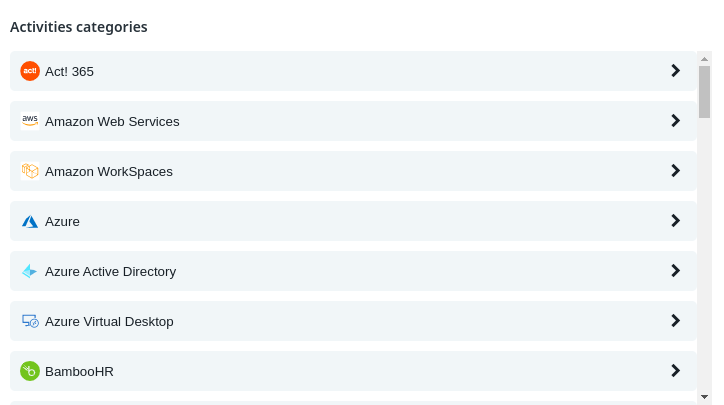 Activities categories
act! Act! 365
aws Amazon Web Services
Amazon WorkSpaces
Azure
Azure Active Directory
Azure Virtual Desktop
BambooHR